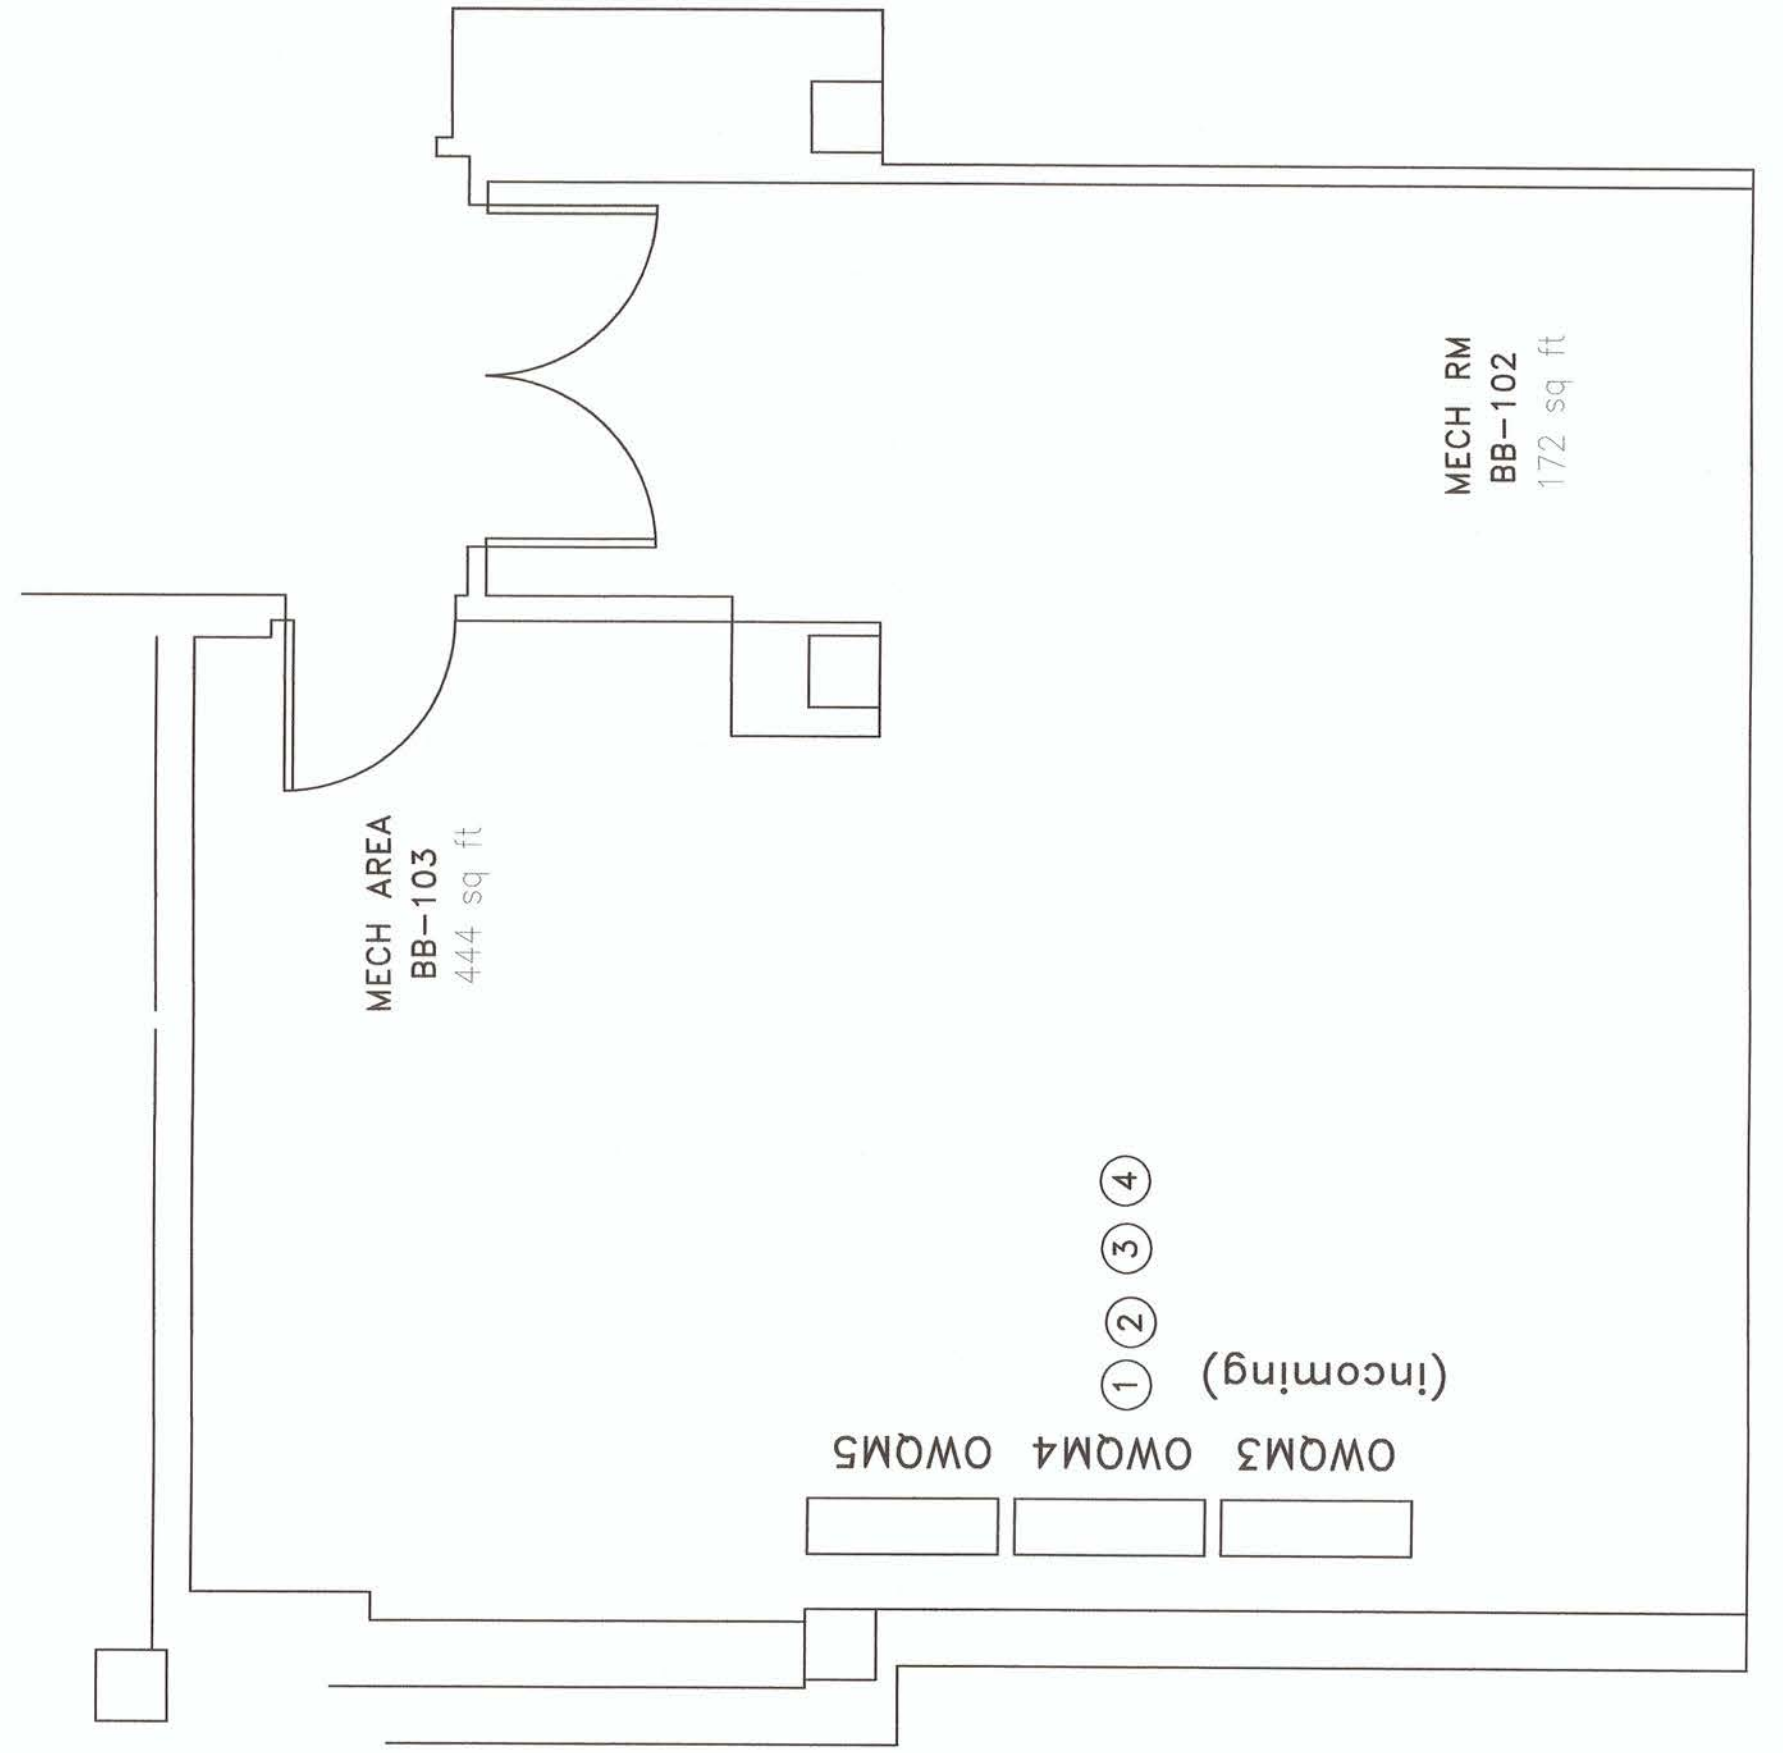 MECH AREA
BB-103
444 sq ft
MECH RM
BB-102
172 sq ft
1
2
3
4
OWQM3
(incoming)
OWQM4
OWQM5